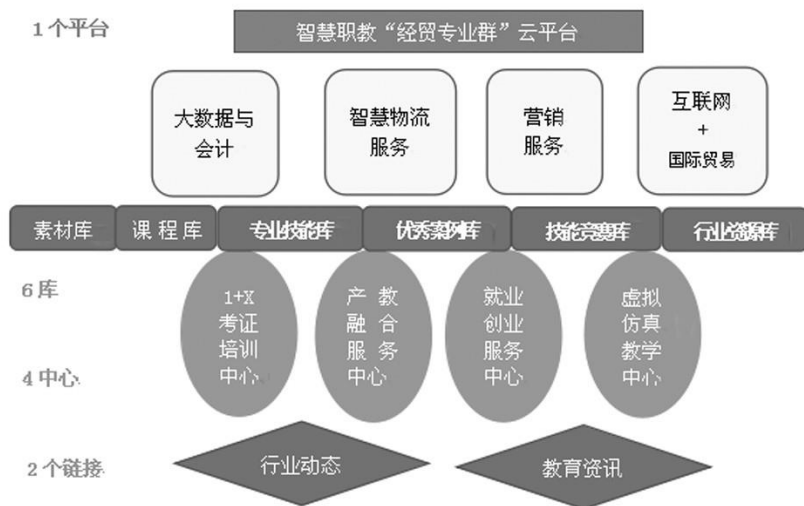 1 个平台
智慧职教“经贸专业群”云平台
大数据与
会计
智慧物流
服务
营销
服务
互联网
+
国际贸易
素材库
课程库
专业技能库
优秀案例库
技能竞赛库
行业资源库
6 库
1+X
考证
培训
中心
产教
融合
服务
中心
就业
创业
服务
中心
虚拟
仿真
教学
中心
4 中心
2 个链接
行业动态
教育资讯